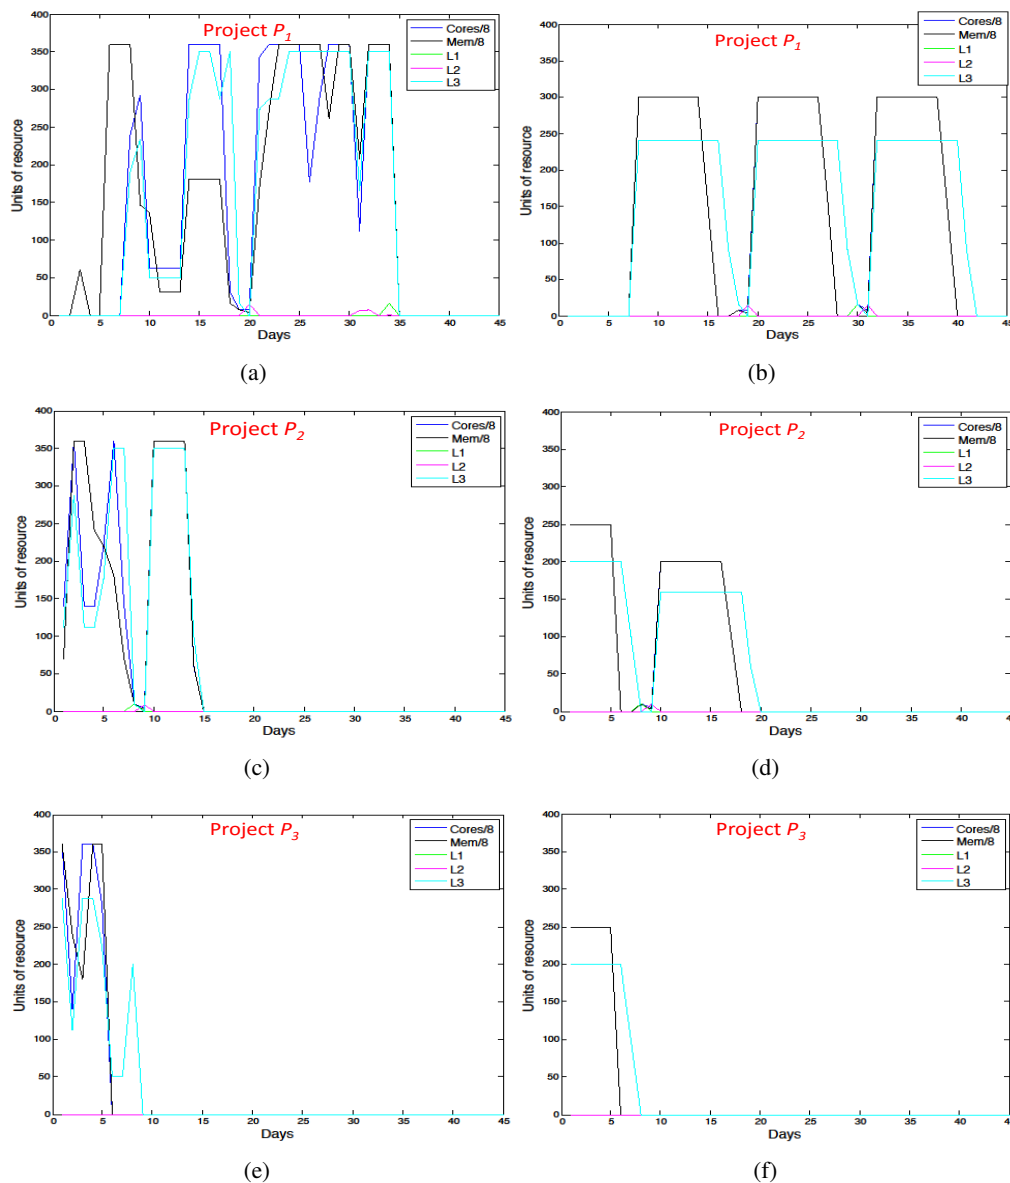 Project P1
Cores/8
Mem/8
L1
L2
L3
Units of resource
400
350
300
250
200
150
100
50
0
0 5 10 15 20 25 30 35 40 45
Days
(a)
Project P1
Cores/8
Mem/8
L1
L2
L3
Units of resource
400
350
300
250
200
150
100
50
0
0 5 10 15 20 25 30 35 40 45
Days
(b)
Project P2
Cores/8
Mem/8
L1
L2
L3
Units of resource
400
350
300
250
200
150
100
50
0
0 5 10 15 20 25 30 35 40 45
Days
(c)
Project P2
Cores/8
Mem/8
L1
L2
L3
Units of resource
400
350
300
250
200
150
100
50
0
0 5 10 15 20 25 30 35 40 45
Days
(d)
Project P3
Cores/8
Mem/8
L1
L2
L3
Units of resource
400
350
300
250
200
150
100
50
0
0 5 10 15 20 25 30 35 40 45
Days
(e)
Project P3
Cores/8
Mem/8
L1
L2
L3
Units of resource
400
350
300
250
200
150
100
50
0
0 5 10 15 20 25 30 35 40 45
Days
(f)